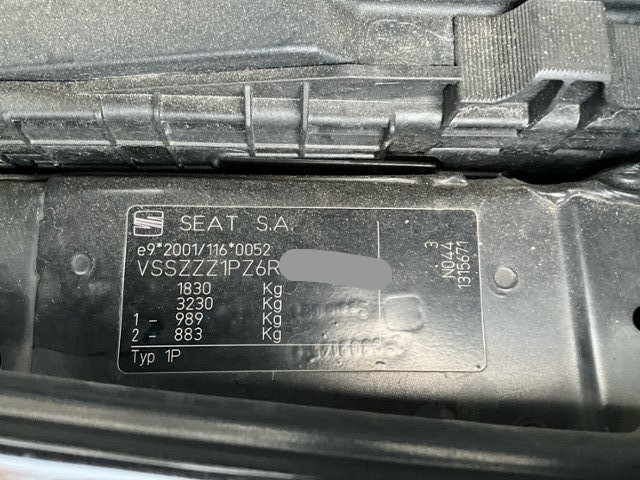 SEAT S.A.
e9*2001/116*0052
VSSZZZ1PZ6R
1830 Kg
3230 Kg
1 - 989 Kg
2 - 883 Kg
Typ 1P
3
N044
1315671